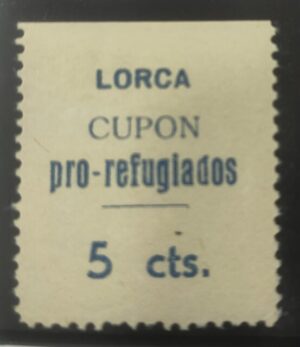 LORCA
CUPON
pro-refugiados
5 cts.